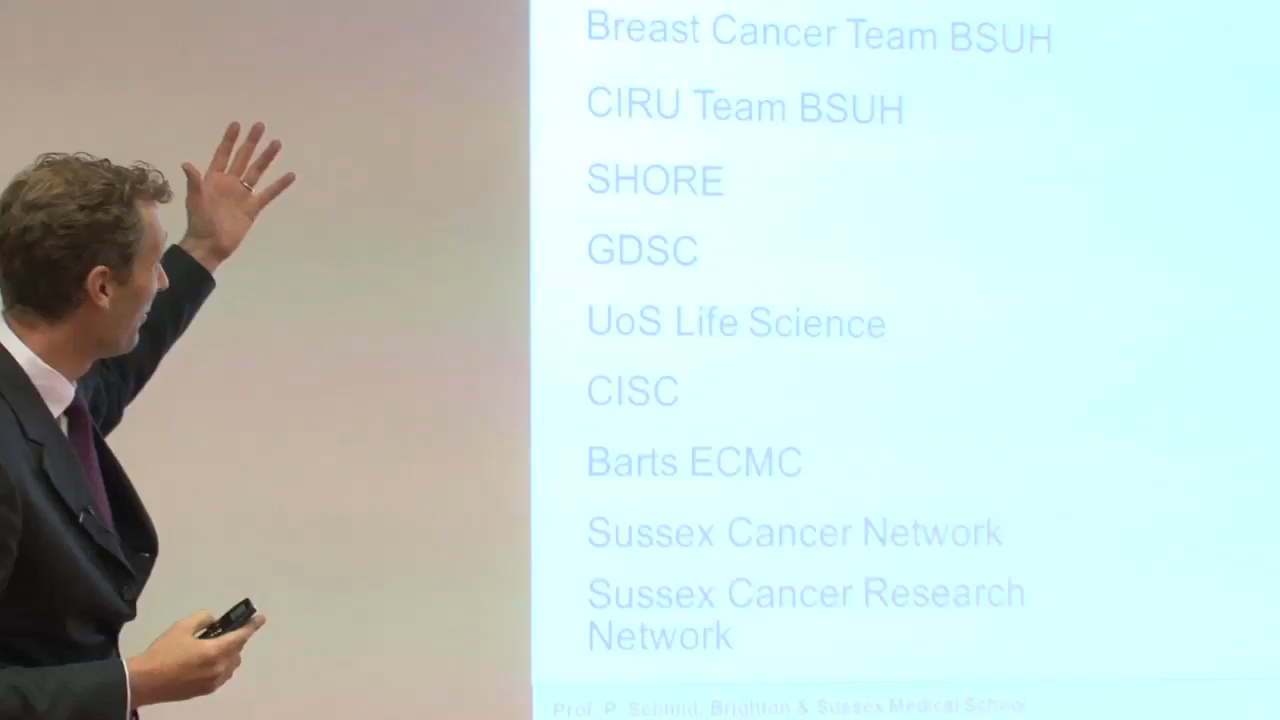 Breast Cancer Team BSUH
CIRU Team BSUH
SHORE
GDSC
UoS Life Science
CISC
Barts ECMC
Sussex Cancer Network
Sussex Cancer Research
Network
Prof. P. Schmid, Brighton & Sussex Medical School